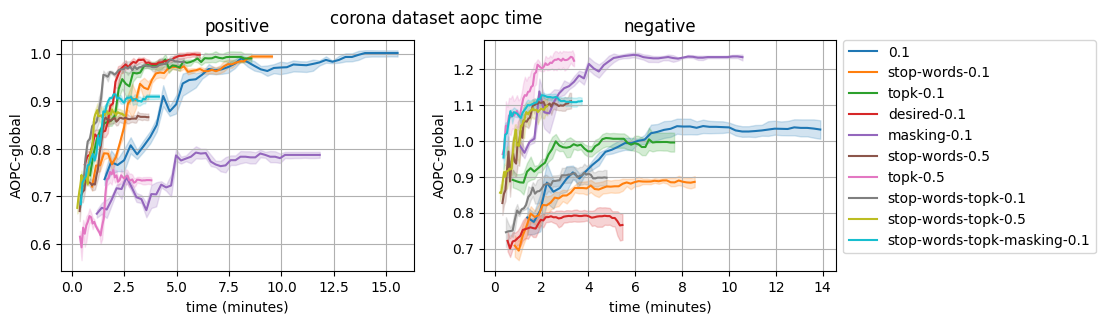 corona dataset aopc time
positive
AOPC-global
1.0
0.9
0.8
0.7
0.6
0.0 2.5 5.0 7.5 10.0 12.5 15.0
time (minutes)
negative
AOPC-global
1.2
1.1
1.0
0.9
0.8
0.7
0 2 4 6 8 10 12 14
time (minutes)
0.1
stop-words-0.1
topk-0.1
desired-0.1
masking-0.1
stop-words-0.5
topk-0.5
stop-words-topk-0.1
stop-words-topk-0.5
stop-words-topk-masking-0.1